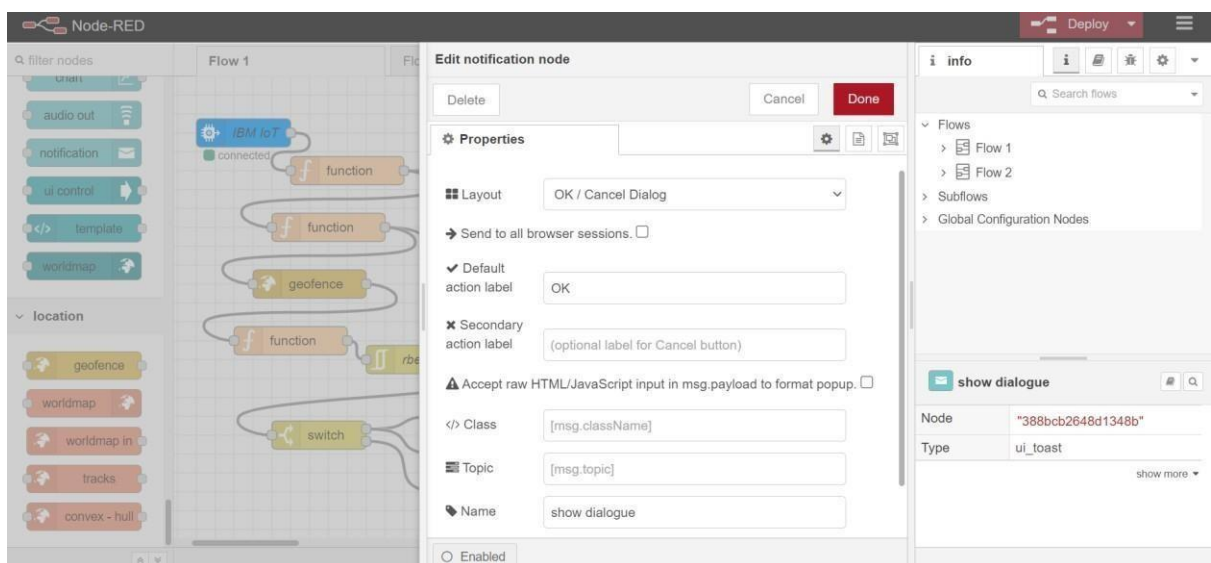 Node-RED
Deploy
filter nodes
chart
audio out
notification
ui control
template
worldmap
location
geofence
worldmap
worldmap in
tracks
convex - hull
Flow 1
IBM IoT
connected
function
function
geofence
function
rbe
switch
Edit notification node
Delete
Cancel
Done
Properties
Layout
OK / Cancel Dialog
Send to all browser sessions.
Default
action label
OK
Secondary
action label
(optional label for Cancel button)
Accept raw HTML/JavaScript input in msg.payload to format popup.
</> Class
[msg.className]
Topic
[msg.topic]
Name
show dialogue
Enabled
i info
i
Search flows
Flows
Flow 1
Flow 2
Subflows
Global Configuration Nodes
show dialogue
Node
"388bcb2648d1348b"
Type
ui_toast
show more